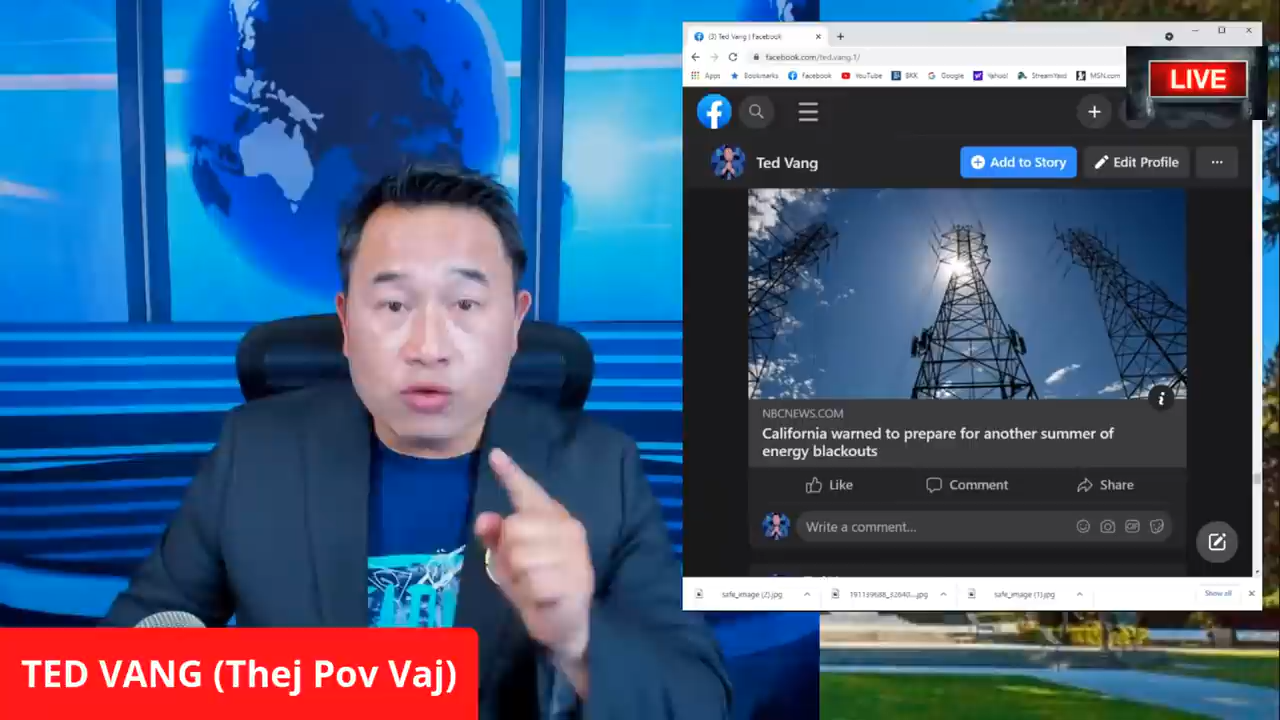 (3) Ted Vang | Facebook
facebook.com/ted.vang.1/
Apps Bookmarks Facebook YouTube BKK Google Yahoo! StreamYard MSN.com
LIVE
Ted Vang
Add to Story
Edit Profile
NBCNEWS.COM
California warned to prepare for another summer of
energy blackouts
Like Comment Share
Write a comment...
GIF
safe_image (2).jpg
safe_image (1).jpg
Show all
TED VANG (Thej Pov Vaj)